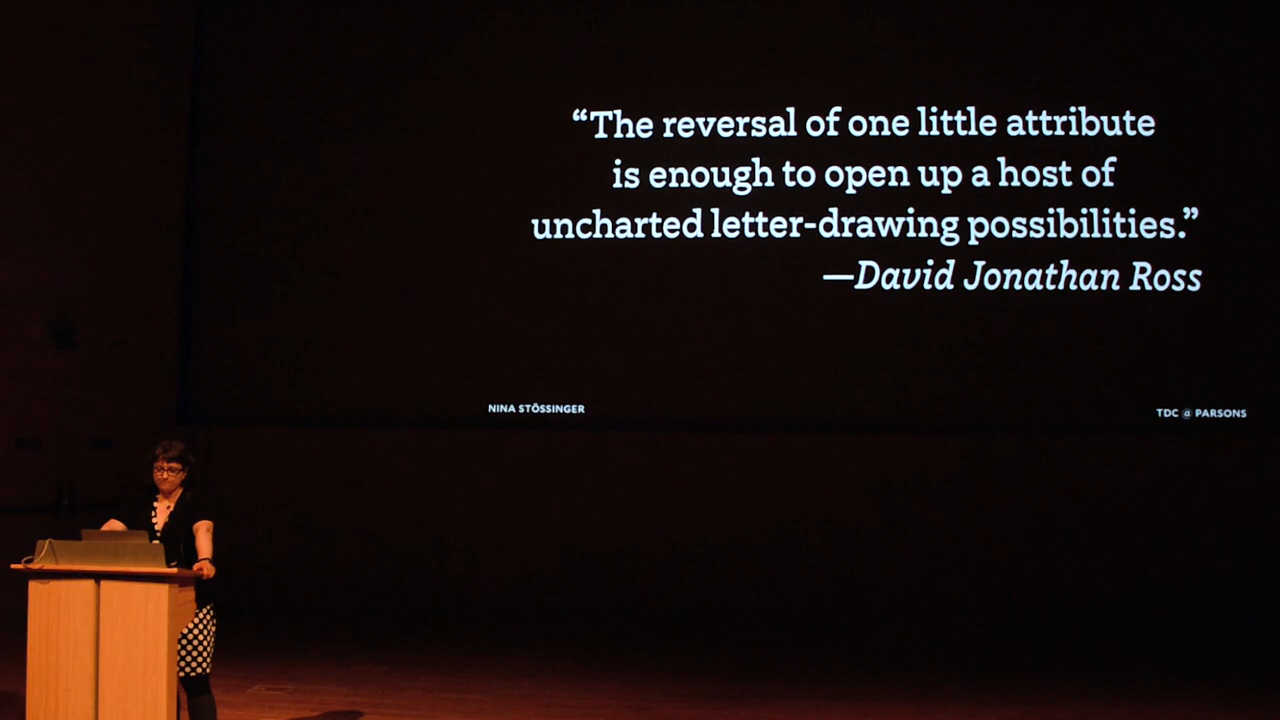 “The reversal of one little attribute
is enough to open up a host of
uncharted letter-drawing possibilities.”
—David Jonathan Ross
NINA STÖSSINGER
TDC @ PARSONS